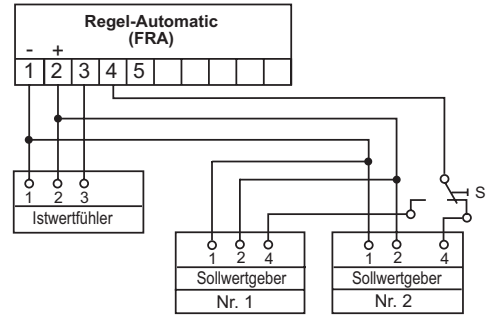 Regel-Automatic
(FRA)
- +
1 2 3 4 5
S
1 2 3
Istwertfühler
1 2 4
Sollwertgeber
Nr. 1
1 2 4
Sollwertgeber
Nr. 2